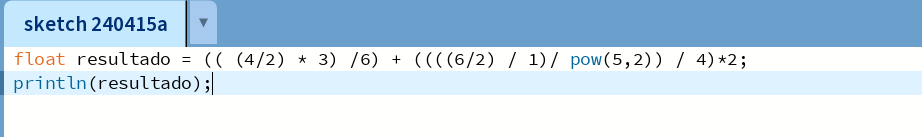 sketch 240415a
float resultado = (( (4/2) * 3) /6) + ((((6/2) / 1)/ pow(5,2)) / 4)*2;
println(resultado);